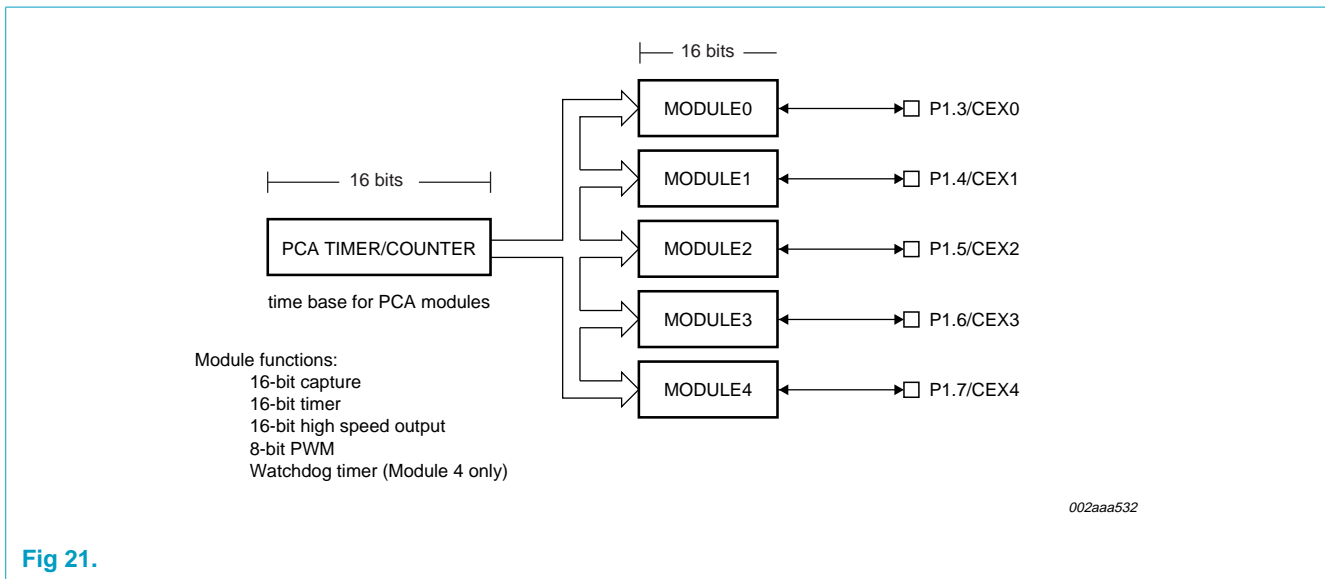 16 bits
MODULE0
P1.3/CEX0
MODULE1
P1.4/CEX1
16 bits
PCA TIMER/COUNTER
MODULE2
P1.5/CEX2
time base for PCA modules
MODULE3
P1.6/CEX3
Module functions:
16-bit capture
16-bit timer
16-bit high speed output
8-bit PWM
Watchdog timer (Module 4 only)
MODULE4
P1.7/CEX4
002aaa532
Fig 21.